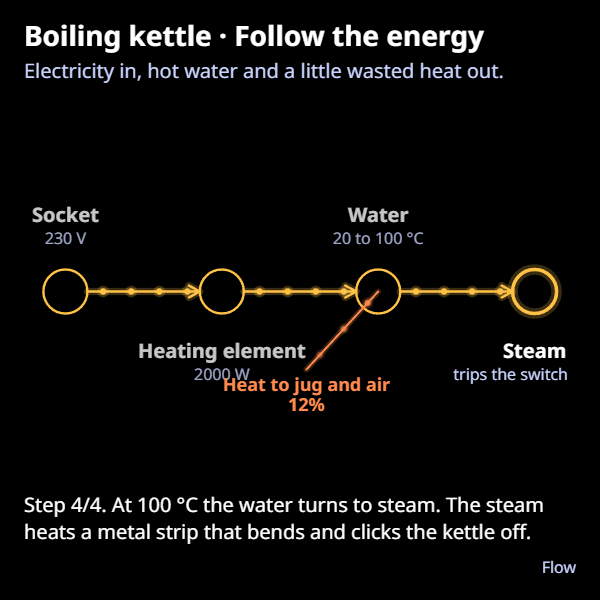 Boiling kettle · Follow the energy
Electricity in, hot water and a little wasted heat out.
Socket
230 V
Water
20 to 100 °C
Heating element
2000 W
Heat to jug and air
12%
Steam
trips the switch
Step 4/4. At 100 °C the water turns to steam. The steam
heats a metal strip that bends and clicks the kettle off.
Flow